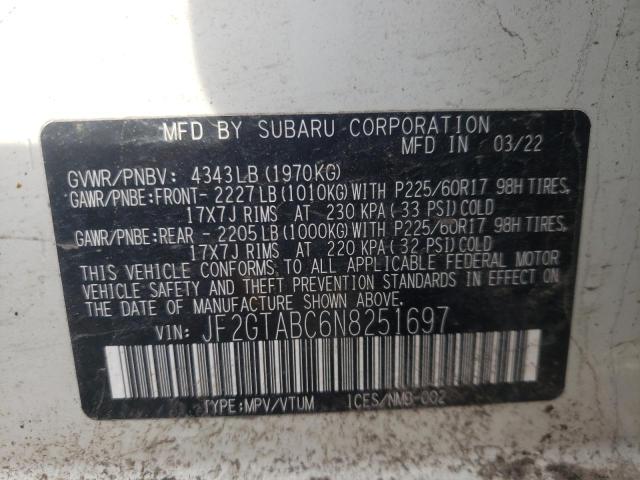 MFD BY SUBARU CORPORATION
MFD IN 03/22
GVWR/PNBV: 4343LB(1970KG)
GAWR/PNBE:FRONT-2227LB(1010KG)WITH P225/60R17 98H TIRES,
17X7J RIMS AT 230 KPA(33 PSI)COLD
GAWR/PNBE:REAR -2205LB(1000KG)WITH P225/60R17 98H TIRES,
17X7J RIMS AT 220 KPA(32 PSI)COLD
THIS VEHICLE CONFORMS TO ALL APPLICABLE FEDERAL MOTOR
VEHICLE SAFETY AND THEFT PREVENTION STANDARDS IN EFFECT ON
THE DATE OF MANUFACTURE SHOWN ABOVE.
VIN: JF2GTABC6N8251697
TYPE:MPV/VTUM ICES/NMB-002